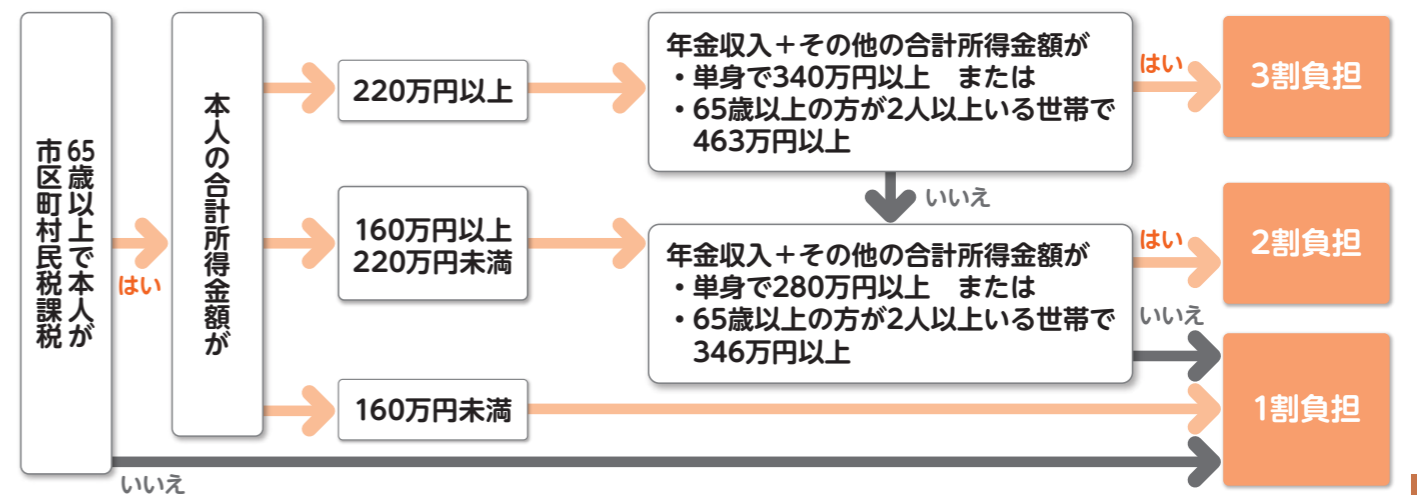 65歳以上で本人が
市区町村民税課税
はい
いいえ
本人の合計所得金額が
220万円以上
160万円以上
220万円未満
160万円未満
年金収入＋その他の合計所得金額が
・単身で340万円以上　または
・65歳以上の方が2人以上いる世帯で
463万円以上
はい
いいえ
年金収入＋その他の合計所得金額が
・単身で280万円以上　または
・65歳以上の方が2人以上いる世帯で
346万円以上
はい
いいえ
3割負担
2割負担
1割負担